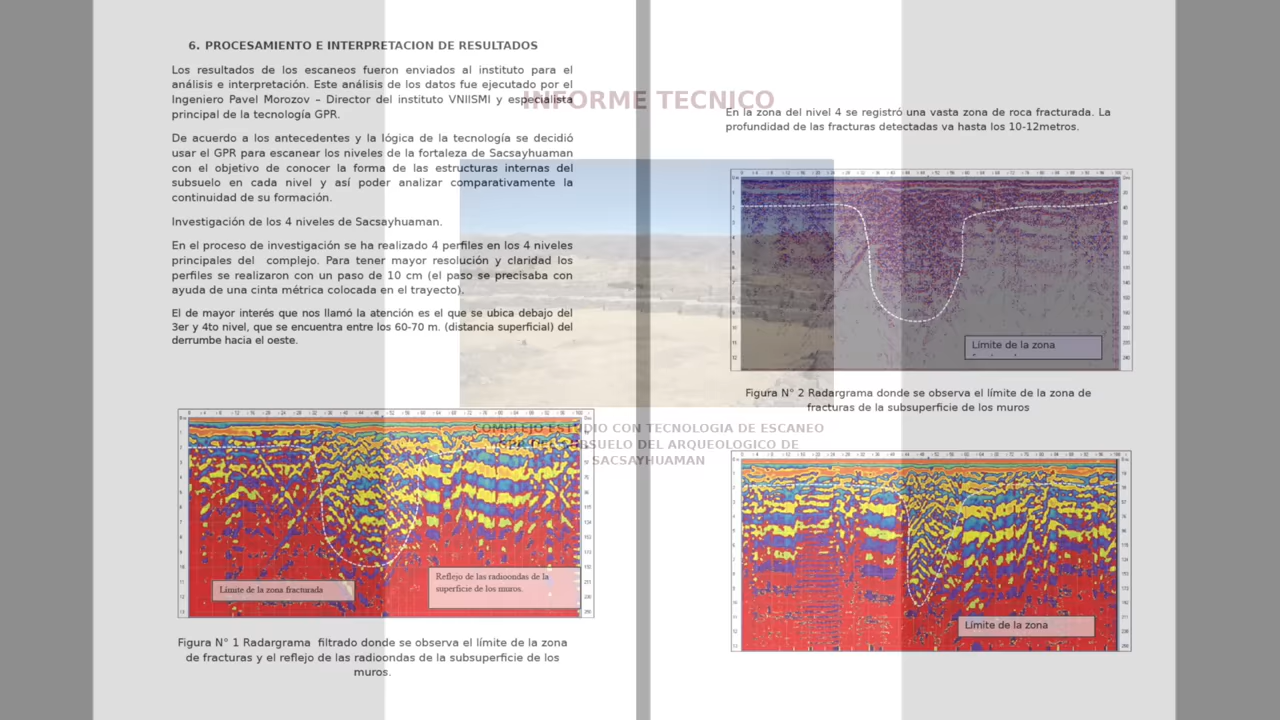 6. PROCESAMIENTO E INTERPRETACION DE RESULTADOS
Los resultados de los escaneos fueron enviados al instituto para el
análisis e interpretación. Este análisis de los datos fue ejecutado por el
Ingeniero Pavel Morozov – Director del instituto VNIISMI y especialista
principal de la tecnología GPR.
De acuerdo a los antecedentes y la lógica de la tecnología se decidió
usar el GPR para escanear los niveles de la fortaleza de Sacsayhuaman
con el objetivo de conocer la forma de las estructuras internas del
subsuelo en cada nivel y así poder analizar comparativamente la
continuidad de su formación.
Investigación de los 4 niveles de Sacsayhuaman.
En el proceso de investigación se ha realizado 4 perfiles en los 4 niveles
principales del complejo. Para tener mayor resolución y claridad los
perfiles se realizaron con un paso de 10 cm (el paso se precisaba con
ayuda de una cinta métrica colocada en el trayecto).
El de mayor interés que nos llamó la atención es el que se ubica debajo del
3er y 4to nivel, que se encuentra entre los 60-70 m. (distancia superficial) del
derrumbe hacia el oeste.
Límite de la zona fracturada
Reflejo de las radioondas de la
superficie de los muros.
Figura N° 1 Radargrama filtrado donde se observa el límite de la zona
de fracturas y el reflejo de las radioondas de la subsuperficie de los
muros.
INFORME TECNICO
COMPLEJO ESTUDIO CON TECNOLOGIA DE ESCANEO
GPR DEL SUBSUELO DEL ARQUEOLOGICO DE
SACSAYHUAMAN
En la zona del nivel 4 se registró una vasta zona de roca fracturada. La
profundidad de las fracturas detectadas va hasta los 10-12metros.
Límite de la zona
Figura N° 2 Radargrama donde se observa el límite de la zona de
fracturas de la subsuperficie de los muros
Límite de la zona